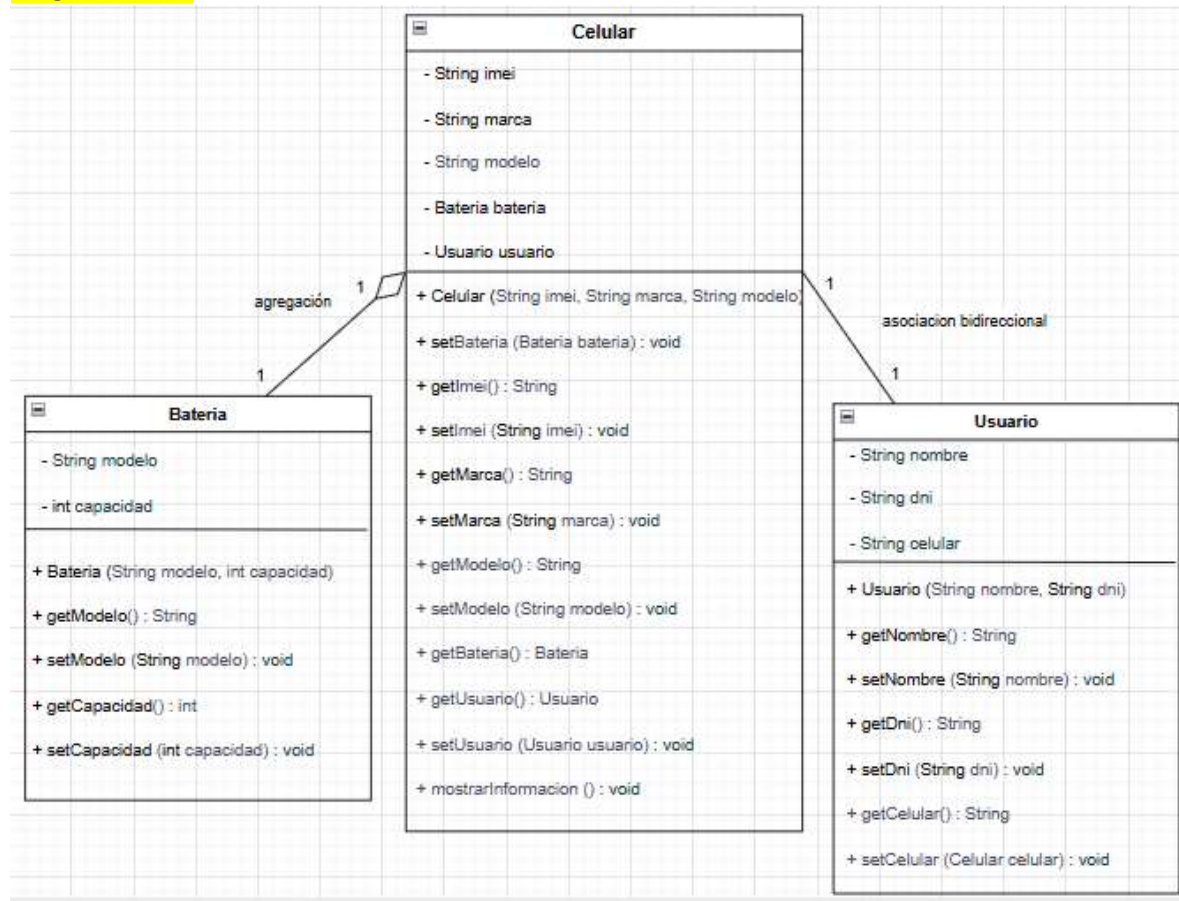 Celular
- String imei
- String marca
- String modelo
- Bateria bateria
- Usuario usuario
+ Celular (String imei, String marca, String modelo)
+ setBateria (Bateria bateria) : void
+ getImei() : String
+ setImei (String imei) : void
+ getMarca() : String
+ setMarca (String marca) : void
+ getModelo() : String
+ setModelo (String modelo) : void
+ getBateria() : Bateria
+ getUsuario() : Usuario
+ setUsuario (Usuario usuario) : void
+ mostrarInformacion () : void
agregación
1
1
Bateria
- String modelo
- int capacidad
+ Bateria (String modelo, int capacidad)
+ getModelo() : String
+ setModelo (String modelo) : void
+ getCapacidad() : int
+ setCapacidad (int capacidad) : void
1
asociacion bidireccional
1
Usuario
- String nombre
- String dni
- String celular
+ Usuario (String nombre, String dni)
+ getNombre() : String
+ setNombre (String nombre) : void
+ getDni() : String
+ setDni (String dni) : void
+ getCelular() : String
+ setCelular (Celular celular) : void